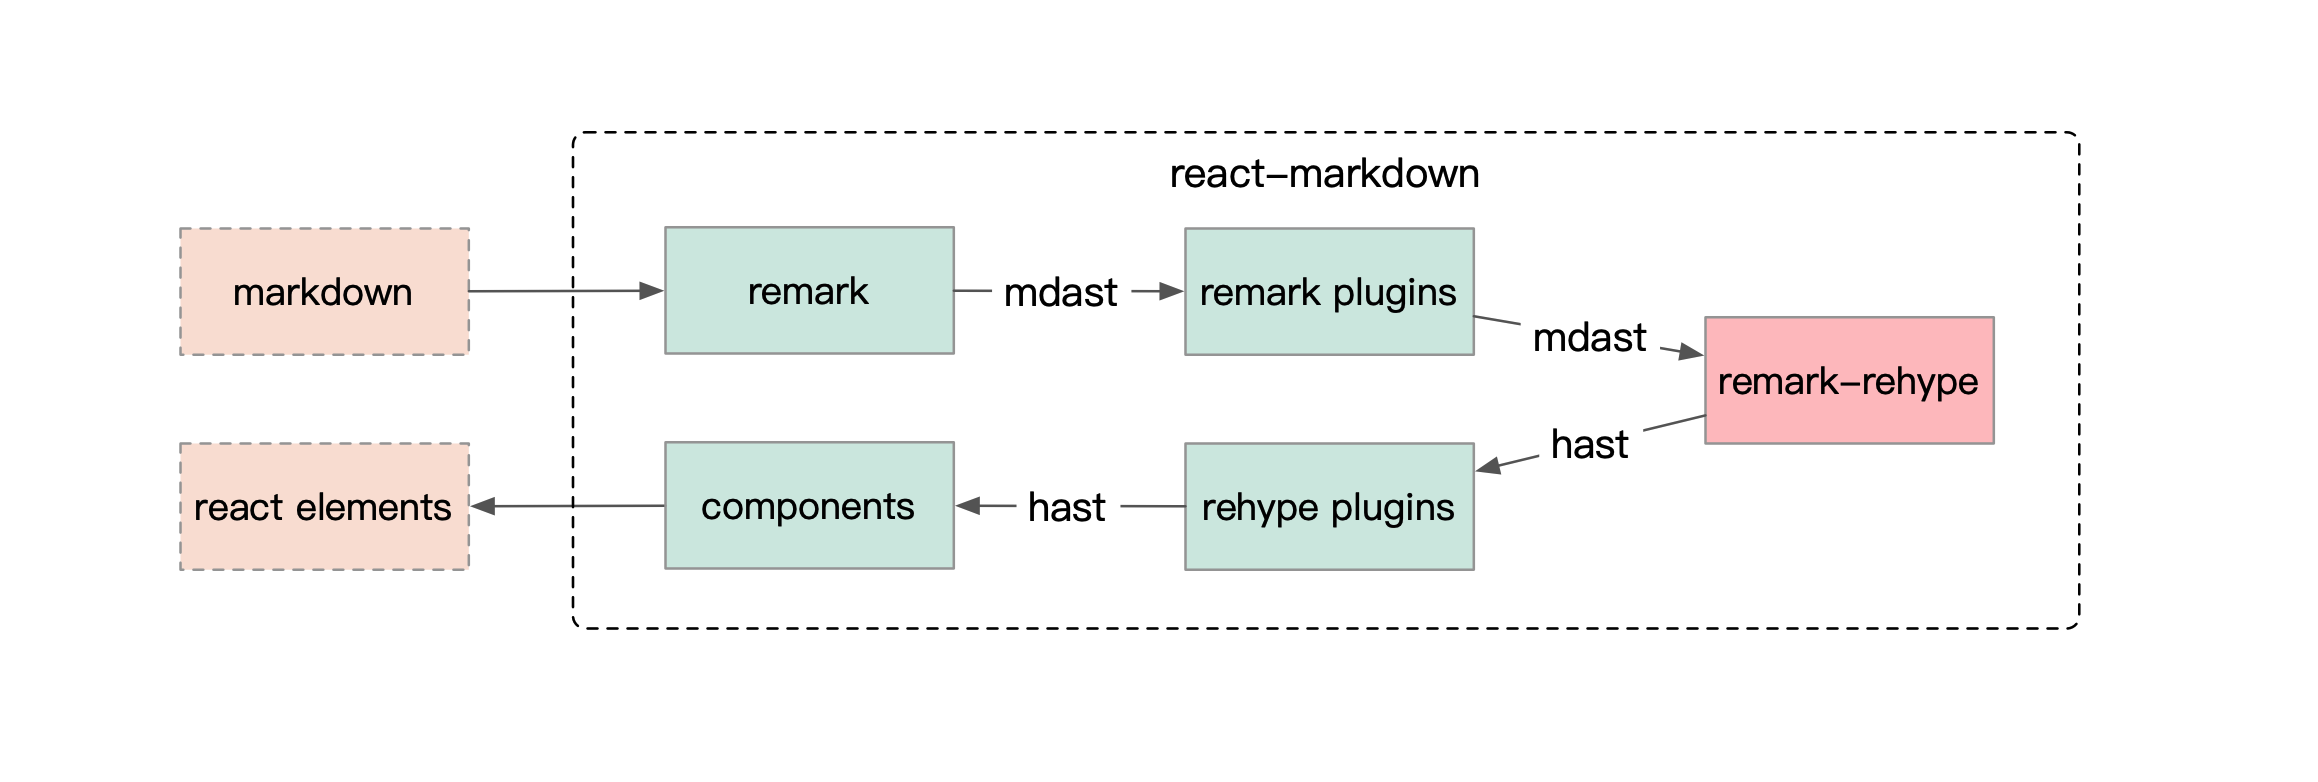 react–markdown
markdown
remark
mdast
remark plugins
mdast
remark–rehype
hast
rehype plugins
hast
components
react elements